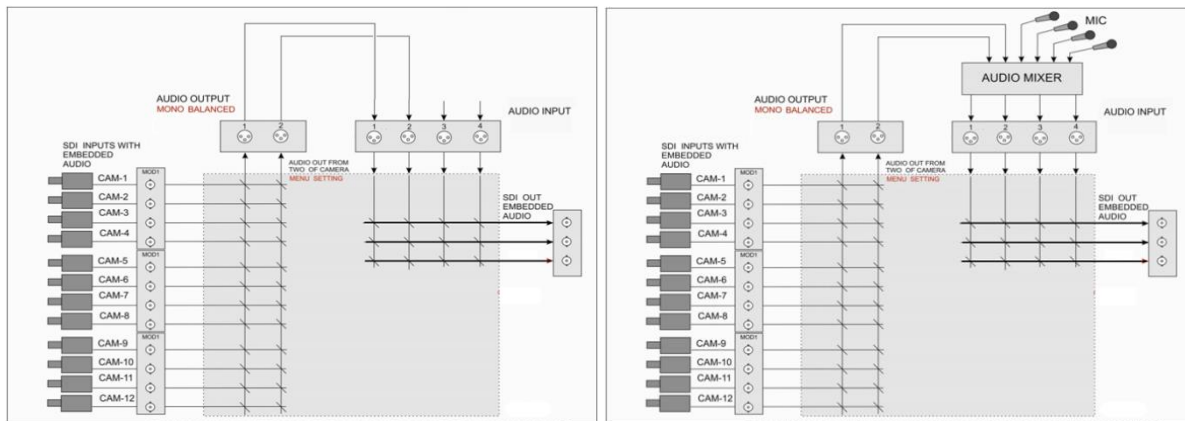 AUDIO OUTPUT
MONO BALANCED
1 2
1 2 3 4
AUDIO INPUT
SDI INPUTS WITH
EMBEDDED
AUDIO
AUDIO OUT FROM
TWO OF CAMERA
MENU SETTING
MOD1
CAM-1
CAM-2
CAM-3
CAM-4
SDI OUT
EMBEDDED
AUDIO
MOD1
CAM-5
CAM-6
CAM-7
CAM-8
MOD1
CAM-9
CAM-10
CAM-11
CAM-12
MIC
AUDIO MIXER
AUDIO OUTPUT
MONO BALANCED
1 2
1 2 3 4
AUDIO INPUT
SDI INPUTS WITH
EMBEDDED
AUDIO
AUDIO OUT FROM
TWO OF CAMERA
MENU SETTING
MOD1
CAM-1
CAM-2
CAM-3
CAM-4
SDI OUT
EMBEDDED
AUDIO
MOD1
CAM-5
CAM-6
CAM-7
CAM-8
MOD1
CAM-9
CAM-10
CAM-11
CAM-12